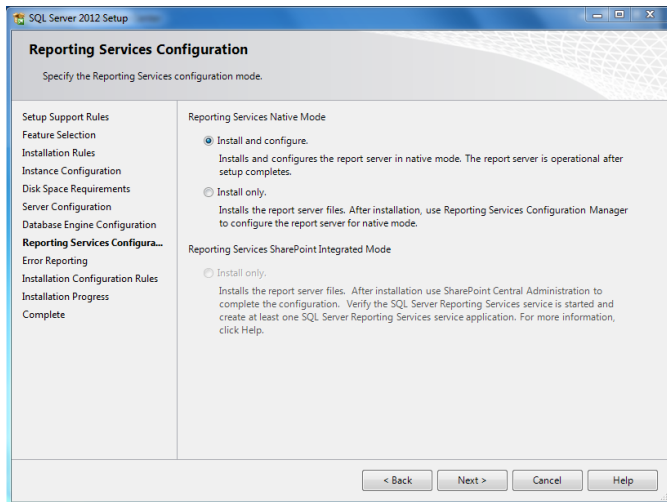 SQL Server 2012 Setup
Reporting Services Configuration
Specify the Reporting Services configuration mode.
Setup Support Rules
Feature Selection
Installation Rules
Instance Configuration
Disk Space Requirements
Server Configuration
Database Engine Configuration
Reporting Services Configura...
Error Reporting
Installation Configuration Rules
Installation Progress
Complete
Reporting Services Native Mode
Install and configure.
Installs and configures the report server in native mode. The report server is operational after
setup completes.
Install only.
Installs the report server files. After installation, use Reporting Services Configuration Manager
to configure the report server for native mode.
Reporting Services SharePoint Integrated Mode
Install only.
Installs the report server files. After installation use SharePoint Central Administration to
complete the configuration. Verify the SQL Server Reporting Services service is started and
create at least one SQL Server Reporting Services service application. For more information,
click Help.
< Back
Next >
Cancel
Help